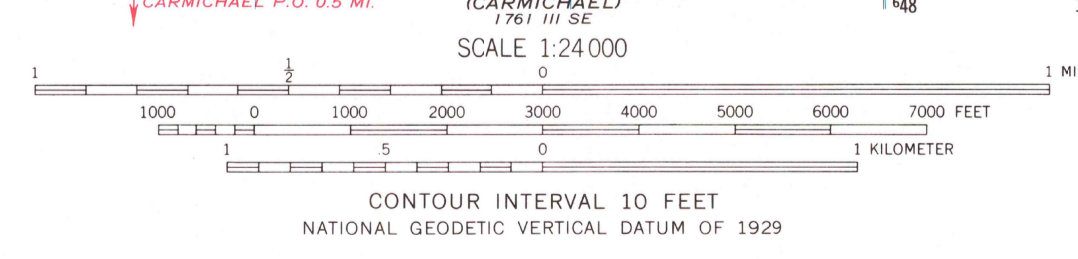 CARMICHAEL P.O. 0.5 MI.
(CARMICHAEL)
648
1761 III SE
SCALE 1:24 000
1 1/2 0 1 MI
1000 0 1000 2000 3000 4000 5000 6000 7000 FEET
1 .5 0 1 KILOMETER
CONTOUR INTERVAL 10 FEET
NATIONAL GEODETIC VERTICAL DATUM OF 1929